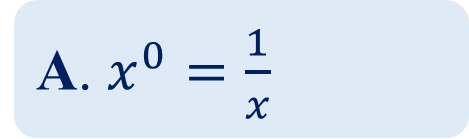 A. x⁰ = 1/x